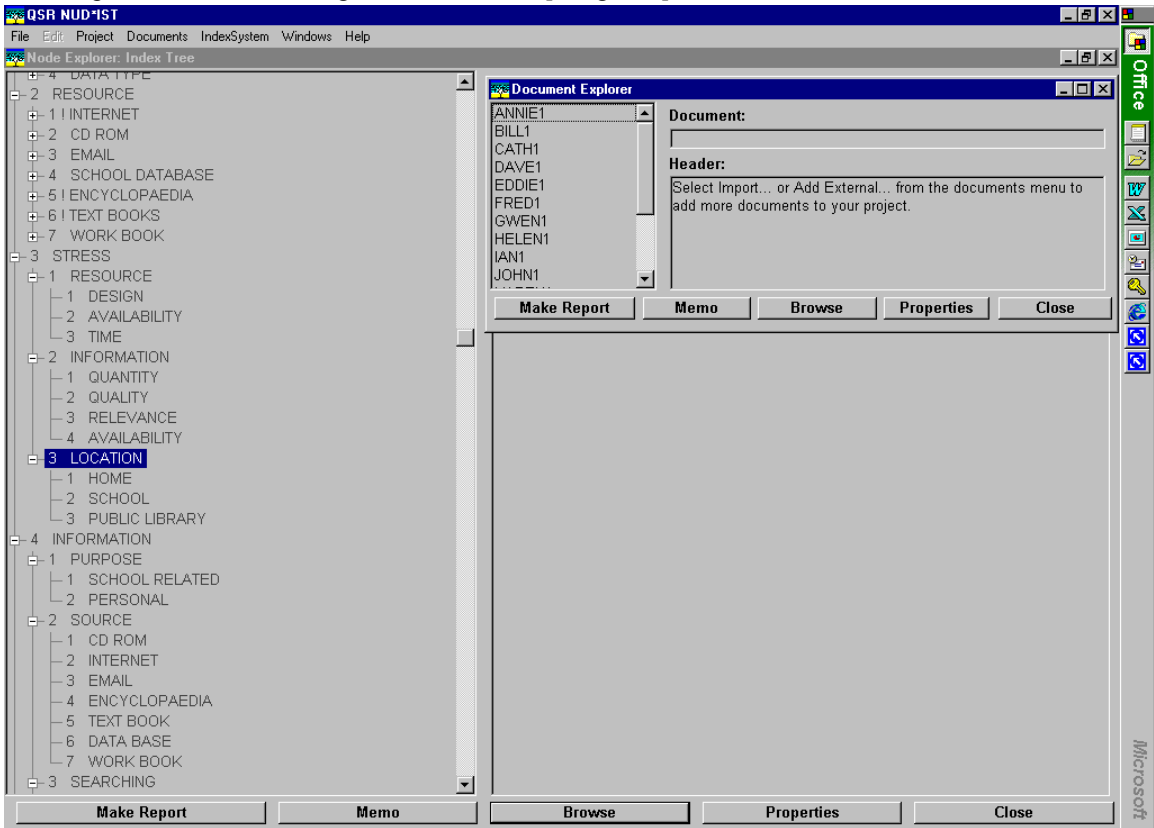 QSR NUD*IST
File Edit Project Documents IndexSystem Windows Help
Node Explorer: Index Tree
4 DATA TYPE
2 RESOURCE
1 ! INTERNET
2 CD ROM
3 EMAIL
4 SCHOOL DATABASE
5 ! ENCYCLOPAEDIA
6 ! TEXT BOOKS
7 WORK BOOK
3 STRESS
1 RESOURCE
1 DESIGN
2 AVAILABILITY
3 TIME
2 INFORMATION
1 QUANTITY
2 QUALITY
3 RELEVANCE
4 AVAILABILITY
3 LOCATION
1 HOME
2 SCHOOL
3 PUBLIC LIBRARY
4 INFORMATION
1 PURPOSE
1 SCHOOL RELATED
2 PERSONAL
2 SOURCE
1 CD ROM
2 INTERNET
3 EMAIL
4 ENCYCLOPAEDIA
5 TEXT BOOK
6 DATA BASE
7 WORK BOOK
3 SEARCHING
Make Report Memo Browse Properties Close
Document Explorer
ANNIE1
BILL1
CATH1
DAVE1
EDDIE1
FRED1
GWEN1
HELEN1
IAN1
JOHN1
Document:
Header:
Select Import... or Add External... from the documents menu to
add more documents to your project.
Make Report Memo Browse Properties Close
Office
Microsoft